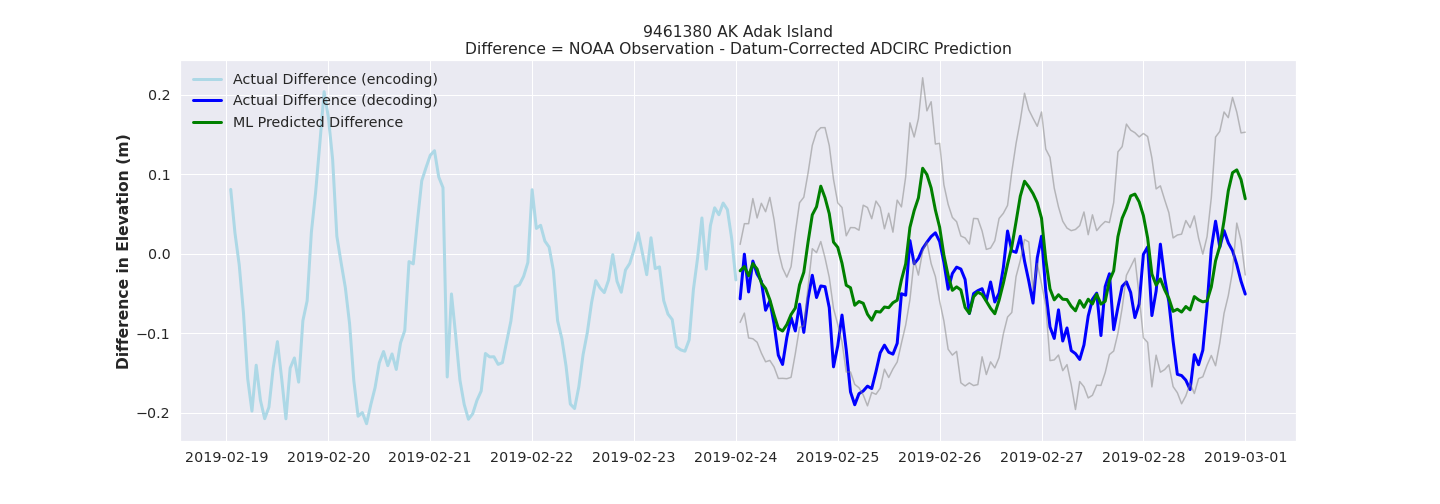 9461380 AK Adak Island
Difference = NOAA Observation - Datum-Corrected ADCIRC Prediction
Actual Difference (encoding)
Actual Difference (decoding)
ML Predicted Difference
Difference in Elevation (m)
0.2
0.1
0.0
−0.1
−0.2
2019-02-19 2019-02-20 2019-02-21 2019-02-22 2019-02-23 2019-02-24 2019-02-25 2019-02-26 2019-02-27 2019-02-28 2019-03-01